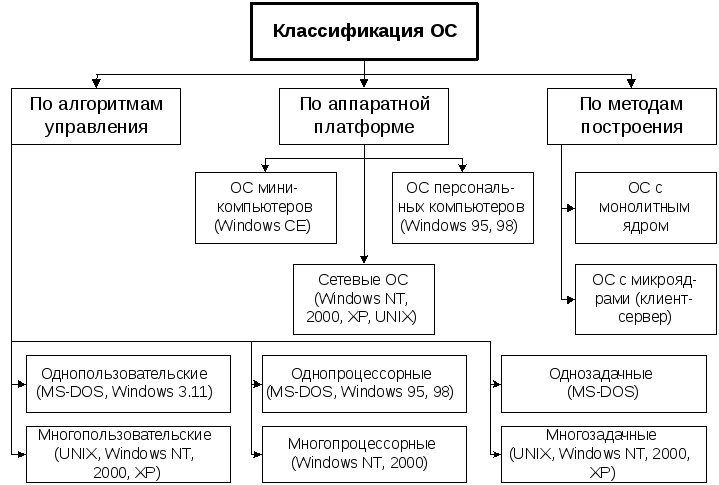 Классификация ОС
По алгоритмам
управления
По аппаратной
платформе
По методам
построения
ОС мини-
компьютеров
(Windows CE)
ОС персональ-
ных компьютеров
(Windows 95, 98)
ОС с
монолитным
ядром
Сетевые ОС
(Windows NT,
2000, XP, UNIX)
ОС с микрояд-
рами (клиент-
сервер)
Однопользовательские
(MS-DOS, Windows 3.11)
Однопроцессорные
(MS-DOS, Windows 95, 98)
Однозадачные
(MS-DOS)
Многопользовательские
(UNIX, Windows NT,
2000, XP)
Многопроцессорные
(Windows NT, 2000)
Многозадачные
(UNIX, Windows NT, 2000,
XP)